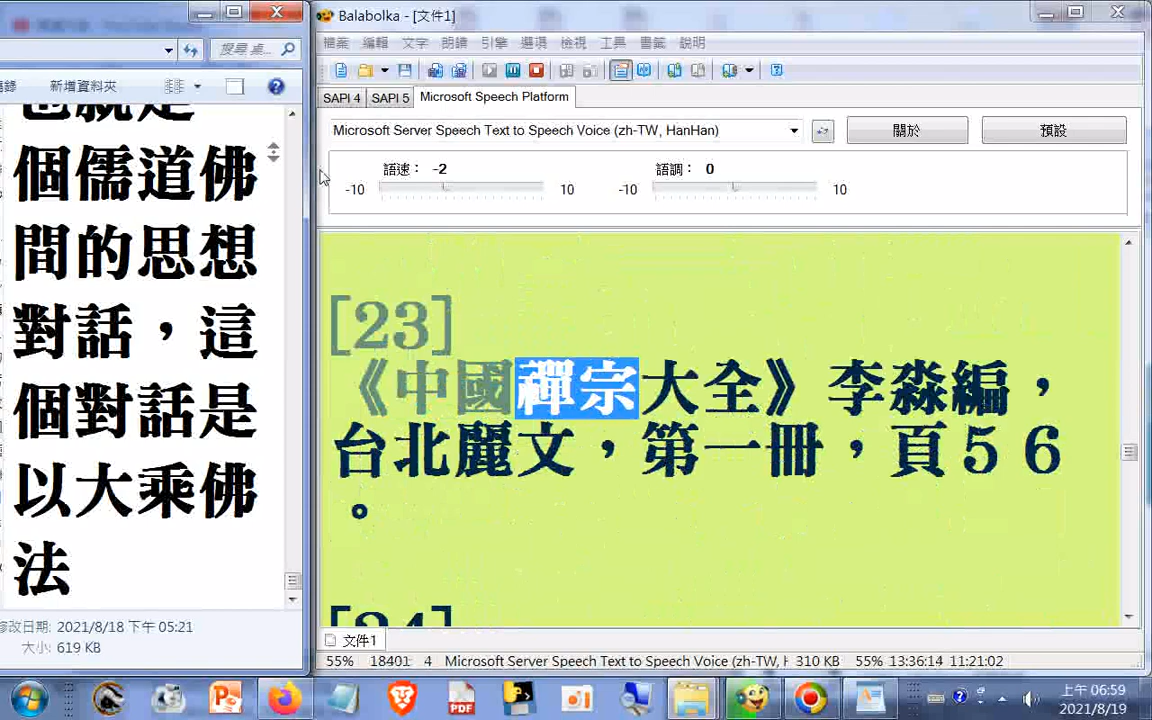 搜尋 桌...
新增資料夾
個儒道佛
間的思想
對話，這
個對話是
以大乘佛
法
修改日期: 2021/8/18 下午 05:21
大小: 619 KB
Balabolka - [文件1]
檔案 編輯 文字 朗讀 引擎 選項 檢視 工具 書籤 說明
SAPI 4 SAPI 5 Microsoft Speech Platform
Microsoft Server Speech Text to Speech Voice (zh-TW, HanHan) 關於 預設
語速： -2 語調： 0
-10 10 -10 10
[23]
《中國禪宗大全》李淼編，
台北麗文，第一冊，頁５６
。
[24]
文件1
55% 18401 4 Microsoft Server Speech Text to Speech Voice (zh-TW, H 310 KB 55% 13:36:14 11:21:02
上午 06:59
2021/8/19